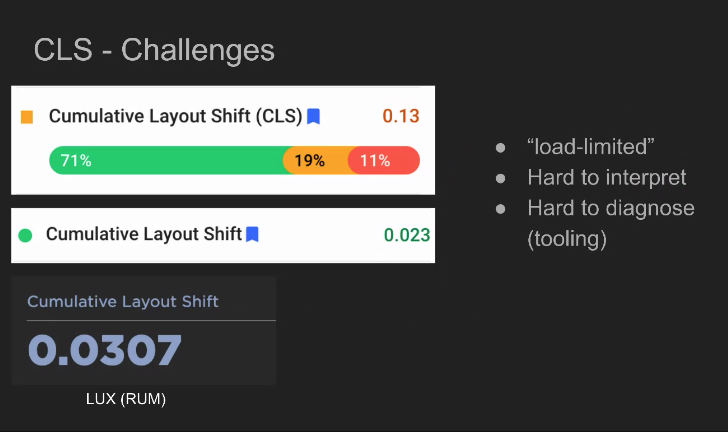 CLS - Challenges
Cumulative Layout Shift (CLS) 0.13
71% 19% 11%
Cumulative Layout Shift 0.023
Cumulative Layout Shift
0.0307
LUX (RUM)
● “load-limited”
● Hard to interpret
● Hard to diagnose
(tooling)